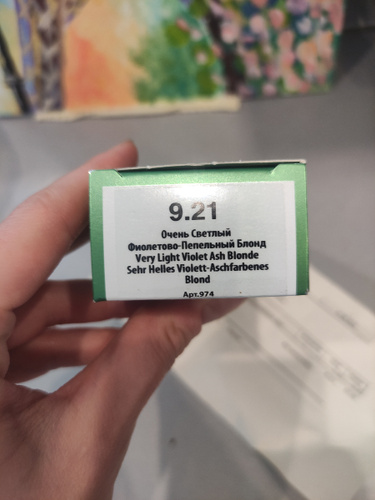 9.21
Очень Светлый
Фиолетово-Пепельный Блонд
Very Light Violet Ash Blonde
Sehr Helles Violett-Aschfarbenes
Blond
Арт.974